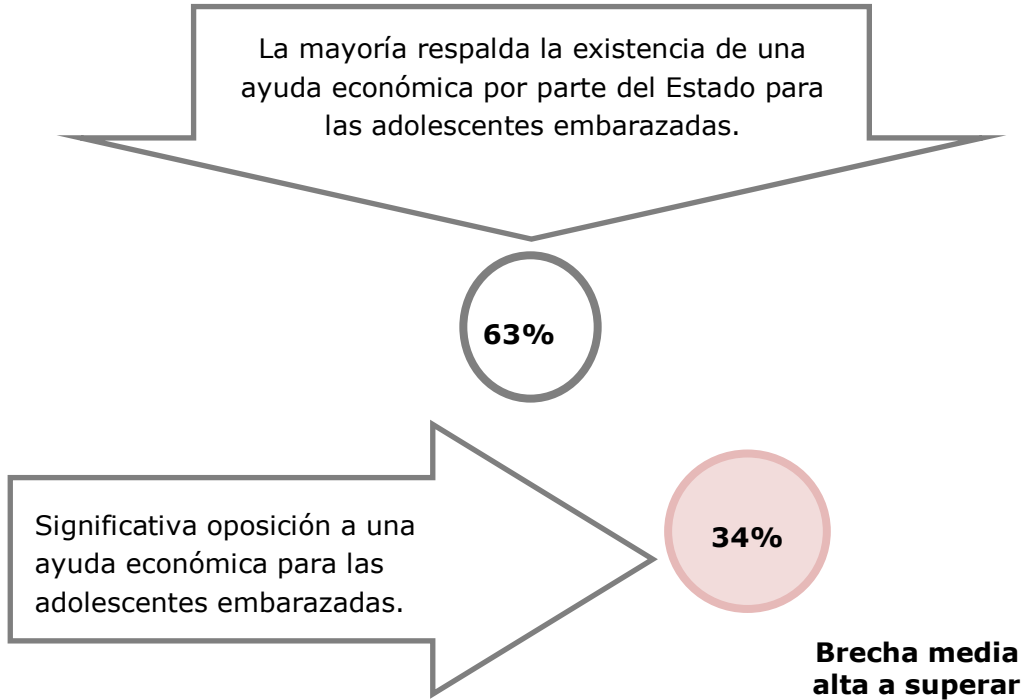 La mayoría respalda la existencia de una
ayuda económica por parte del Estado para
las adolescentes embarazadas.
63%
Significativa oposición a una
ayuda económica para las
adolescentes embarazadas.
34%
Brecha media
alta a superar